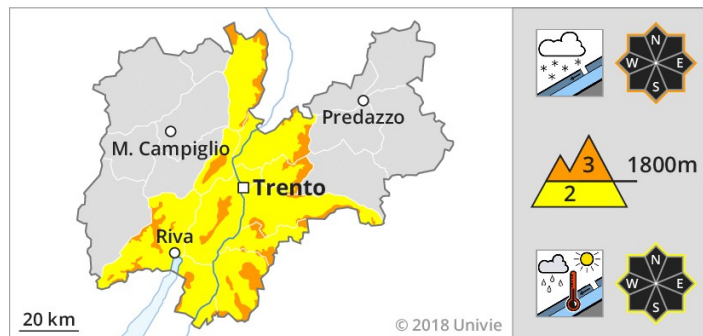 Predazzo
M. Campiglio
Trento
Riva
20 km
© 2018 Univie
N
W E
S
3 1800m
2
N
W E
S